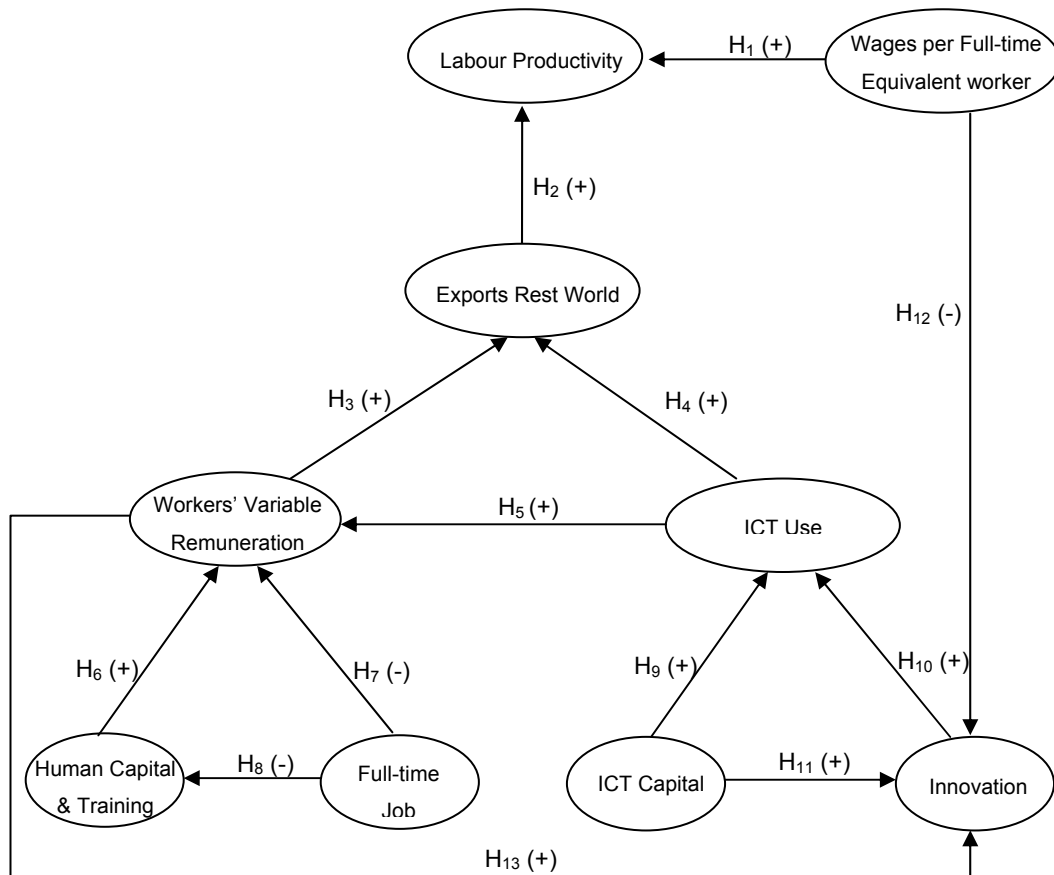 Labour Productivity
H₁ (+)
Wages per Full-time
Equivalent worker
H₂ (+)
Exports Rest World
H₁₂ (-)
H₃ (+)
H₄ (+)
Workers’ Variable
Remuneration
H₅ (+)
ICT Use
H₆ (+)
H₇ (-)
H₉ (+)
H₁₀ (+)
Human Capital
& Training
H₈ (-)
Full-time
Job
ICT Capital
H₁₁ (+)
Innovation
H₁₃ (+)